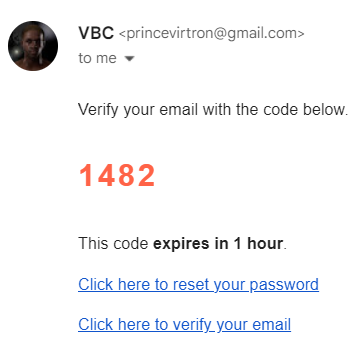 VBC <princevirtron@gmail.com>
to me
Verify your email with the code below.
1482
This code expires in 1 hour.
Click here to reset your password
Click here to verify your email